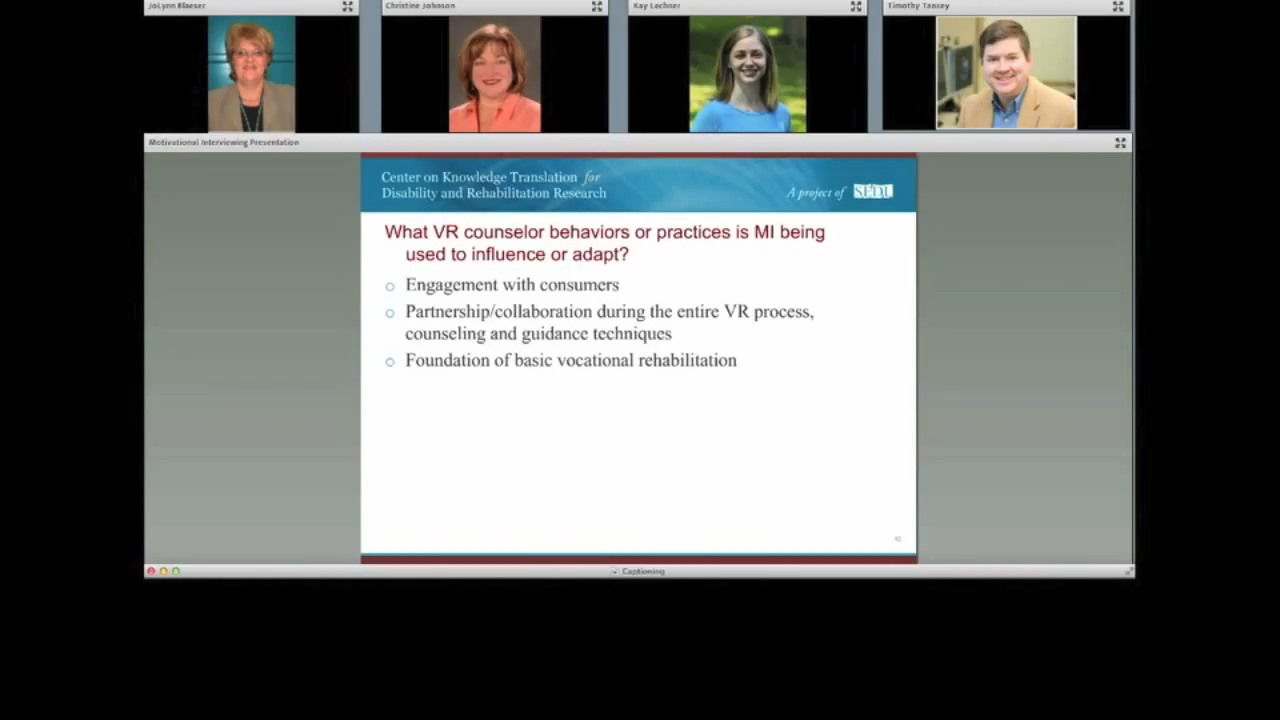 JoLynn Blaeser
Christine Johnson
Kay Lechner
Timothy Tansey
Motivational Interviewing Presentation
Center on Knowledge Translation for
Disability and Rehabilitation Research
A project of SEDL
What VR counselor behaviors or practices is MI being
used to influence or adapt?
Engagement with consumers
Partnership/collaboration during the entire VR process,
counseling and guidance techniques
Foundation of basic vocational rehabilitation
Captioning